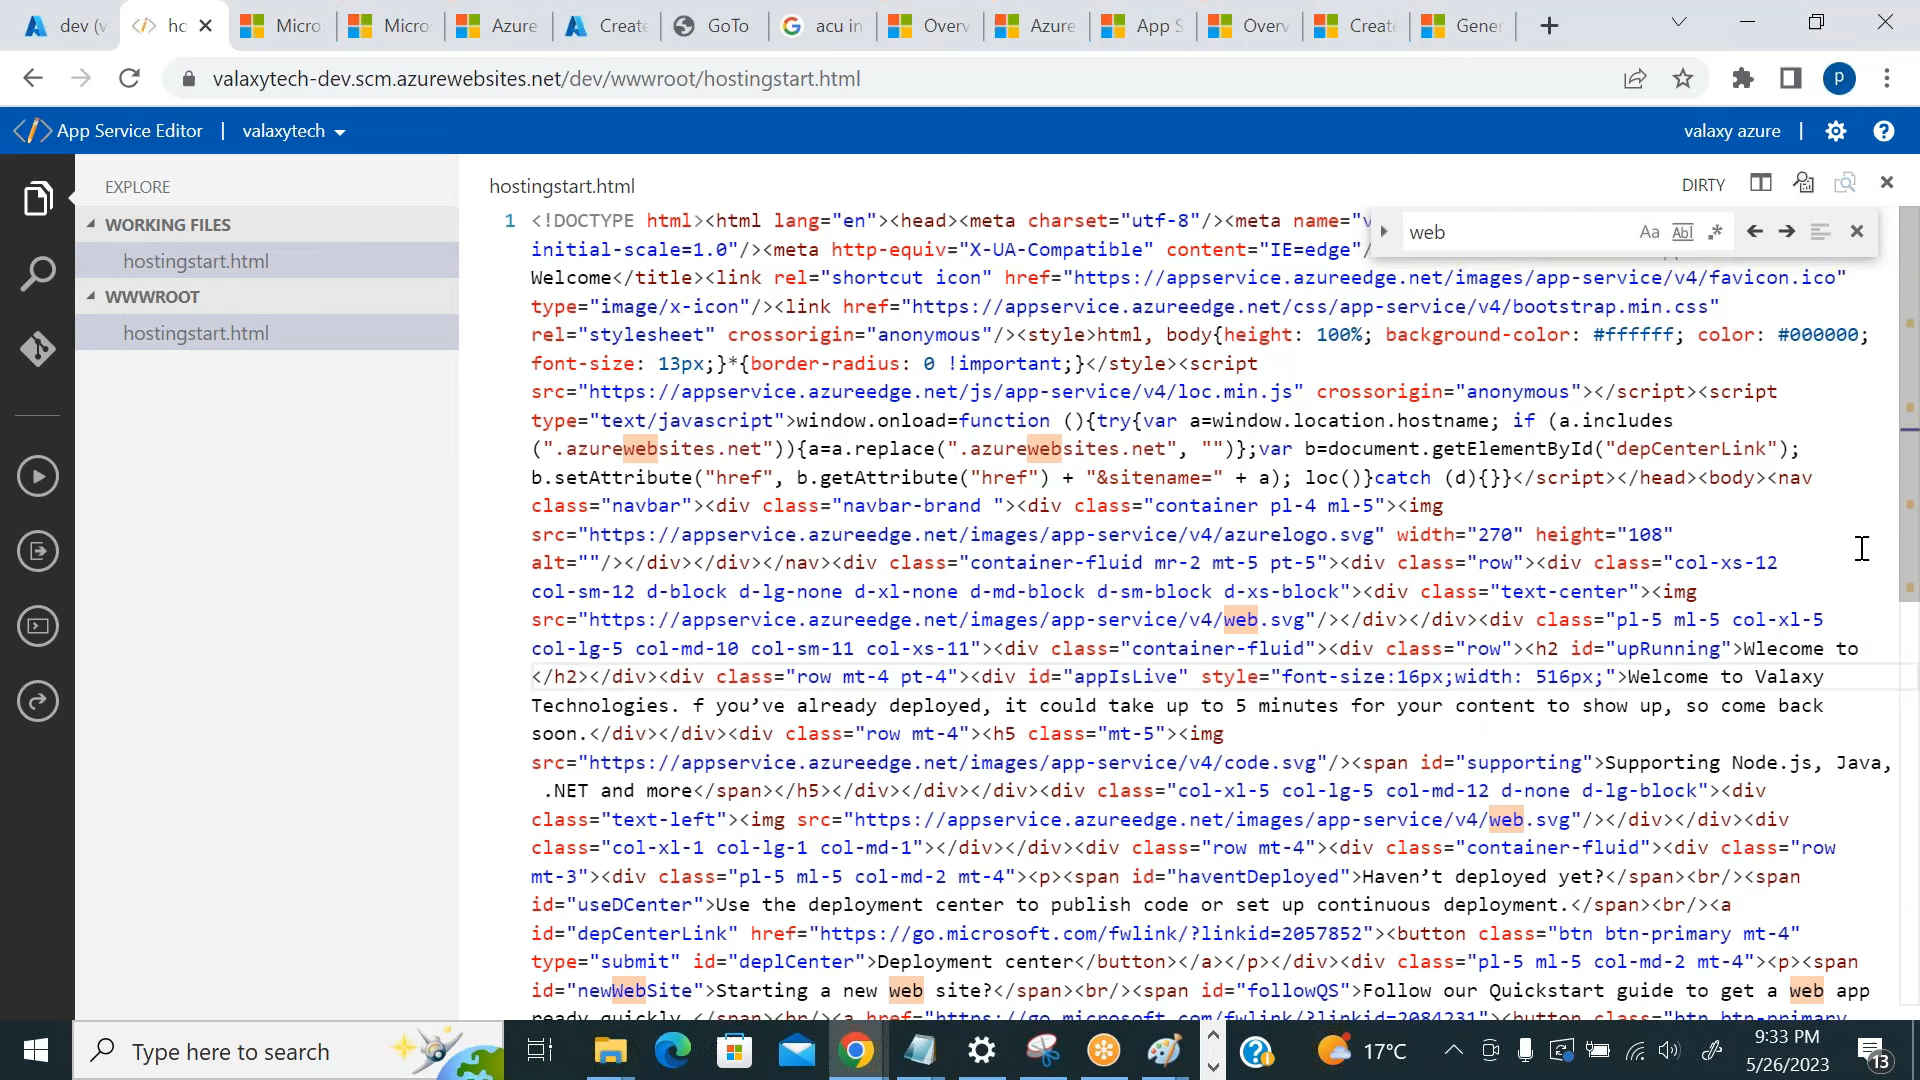 dev (v
ho
Micro
Micro
Azure
Create
GoTo
acu in
Overv
Azure
App S
Overv
Create
Gener
valaxytech-dev.scm.azurewebsites.net/dev/wwwroot/hostingstart.html
p
App Service Editor | valaxytech
valaxy azure |
EXPLORE
WORKING FILES
hostingstart.html
WWWROOT
hostingstart.html
hostingstart.html
DIRTY
web
Aa Abl .*
1 <!DOCTYPE html><html lang="en"><head><meta charset="utf-8"/><meta name="v
initial-scale=1.0"/><meta http-equiv="X-UA-Compatible" content="IE=edge"/
Welcome</title><link rel="shortcut icon" href="https://appservice.azureedge.net/images/app-service/v4/favicon.ico"
type="image/x-icon"/><link href="https://appservice.azureedge.net/css/app-service/v4/bootstrap.min.css"
rel="stylesheet" crossorigin="anonymous"/><style>html, body{height: 100%; background-color: #ffffff; color: #000000;
font-size: 13px;}*{border-radius: 0 !important;}</style><script
src="https://appservice.azureedge.net/js/app-service/v4/loc.min.js" crossorigin="anonymous"></script><script
type="text/javascript">window.onload=function (){try{var a=window.location.hostname; if (a.includes
(".azurewebsites.net")){a=a.replace(".azurewebsites.net", "")};var b=document.getElementById("depCenterLink");
b.setAttribute("href", b.getAttribute("href") + "&sitename=" + a); loc()}catch (d){}}</script></head><body><nav
class="navbar"><div class="navbar-brand "><div class="container pl-4 ml-5"><img
src="https://appservice.azureedge.net/images/app-service/v4/azurelogo.svg" width="270" height="108"
alt=""/></div></div></nav><div class="container-fluid mr-2 mt-5 pt-5"><div class="row"><div class="col-xs-12
col-sm-12 d-block d-lg-none d-xl-none d-md-block d-sm-block d-xs-block"><div class="text-center"><img
src="https://appservice.azureedge.net/images/app-service/v4/web.svg"/></div></div><div class="pl-5 ml-5 col-xl-5
col-lg-5 col-md-10 col-sm-11 col-xs-11"><div class="container-fluid"><div class="row"><h2 id="upRunning">Wlecome to
</h2></div><div class="row mt-4 pt-4"><div id="appIsLive" style="font-size:16px;width: 516px;">Welcome to Valaxy
Technologies. f you’ve already deployed, it could take up to 5 minutes for your content to show up, so come back
soon.</div></div><div class="row mt-4"><h5 class="mt-5"><img
src="https://appservice.azureedge.net/images/app-service/v4/code.svg"/><span id="supporting">Supporting Node.js, Java,
.NET and more</span></h5></div></div></div><div class="col-xl-5 col-lg-5 col-md-12 d-none d-lg-block"><div
class="text-left"><img src="https://appservice.azureedge.net/images/app-service/v4/web.svg"/></div></div><div
class="col-xl-1 col-lg-1 col-md-1"></div></div><div class="row mt-4"><div class="container-fluid"><div class="row
mt-3"><div class="pl-5 ml-5 col-md-2 mt-4"><p><span id="haventDeployed">Haven’t deployed yet?</span><br/><span
id="useDCenter">Use the deployment center to publish code or set up continuous deployment.</span><br/><a
id="depCenterLink" href="https://go.microsoft.com/fwlink/?linkid=2057852"><button class="btn btn-primary mt-4"
type="submit" id="deplCenter">Deployment center</button></a></p></div><div class="pl-5 ml-5 col-md-2 mt-4"><p><span
id="newWebSite">Starting a new web site?</span><br/><span id="followQS">Follow our Quickstart guide to get a web app
ready quickly.</span><br/><a href="https://go.microsoft.com/fwlink/?linkid=2084231"><button class="btn btn-primary
Type here to search
17°C
9:33 PM
5/26/2023
13